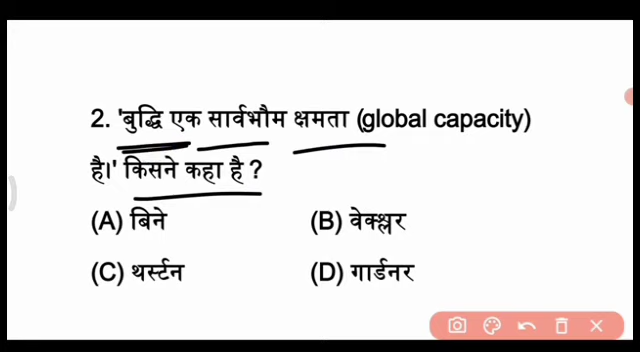 2. 'बुद्धि एक सार्वभौम क्षमता (global capacity)
है।' किसने कहा है ?
(A) बिने (B) वेक्श्लर
(C) थर्स्टन (D) गार्डनर